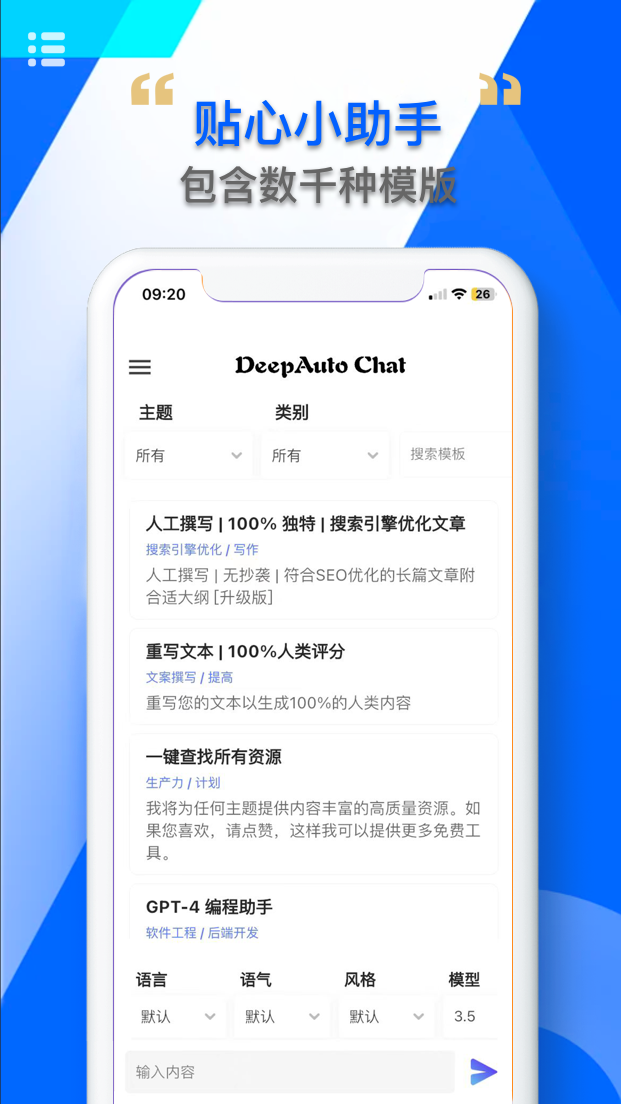 “ ”
贴心小助手
包含数千种模版
09:20
26
DeepAuto Chat
主题 类别
所有 所有 搜索模板
人工撰写 | 100% 独特 | 搜索引擎优化文章
搜索引擎优化 / 写作
人工撰写 | 无抄袭 | 符合SEO优化的长篇文章附
合适大纲 [升级版]
重写文本 | 100%人类评分
文案撰写 / 提高
重写您的文本以生成100%的人类内容
一键查找所有资源
生产力 / 计划
我将为任何主题提供内容丰富的高质量资源。如
果您喜欢，请点赞，这样我可以提供更多免费工
具。
GPT-4 编程助手
软件工程 / 后端开发
语言 语气 风格 模型
默认 默认 默认 3.5
输入内容